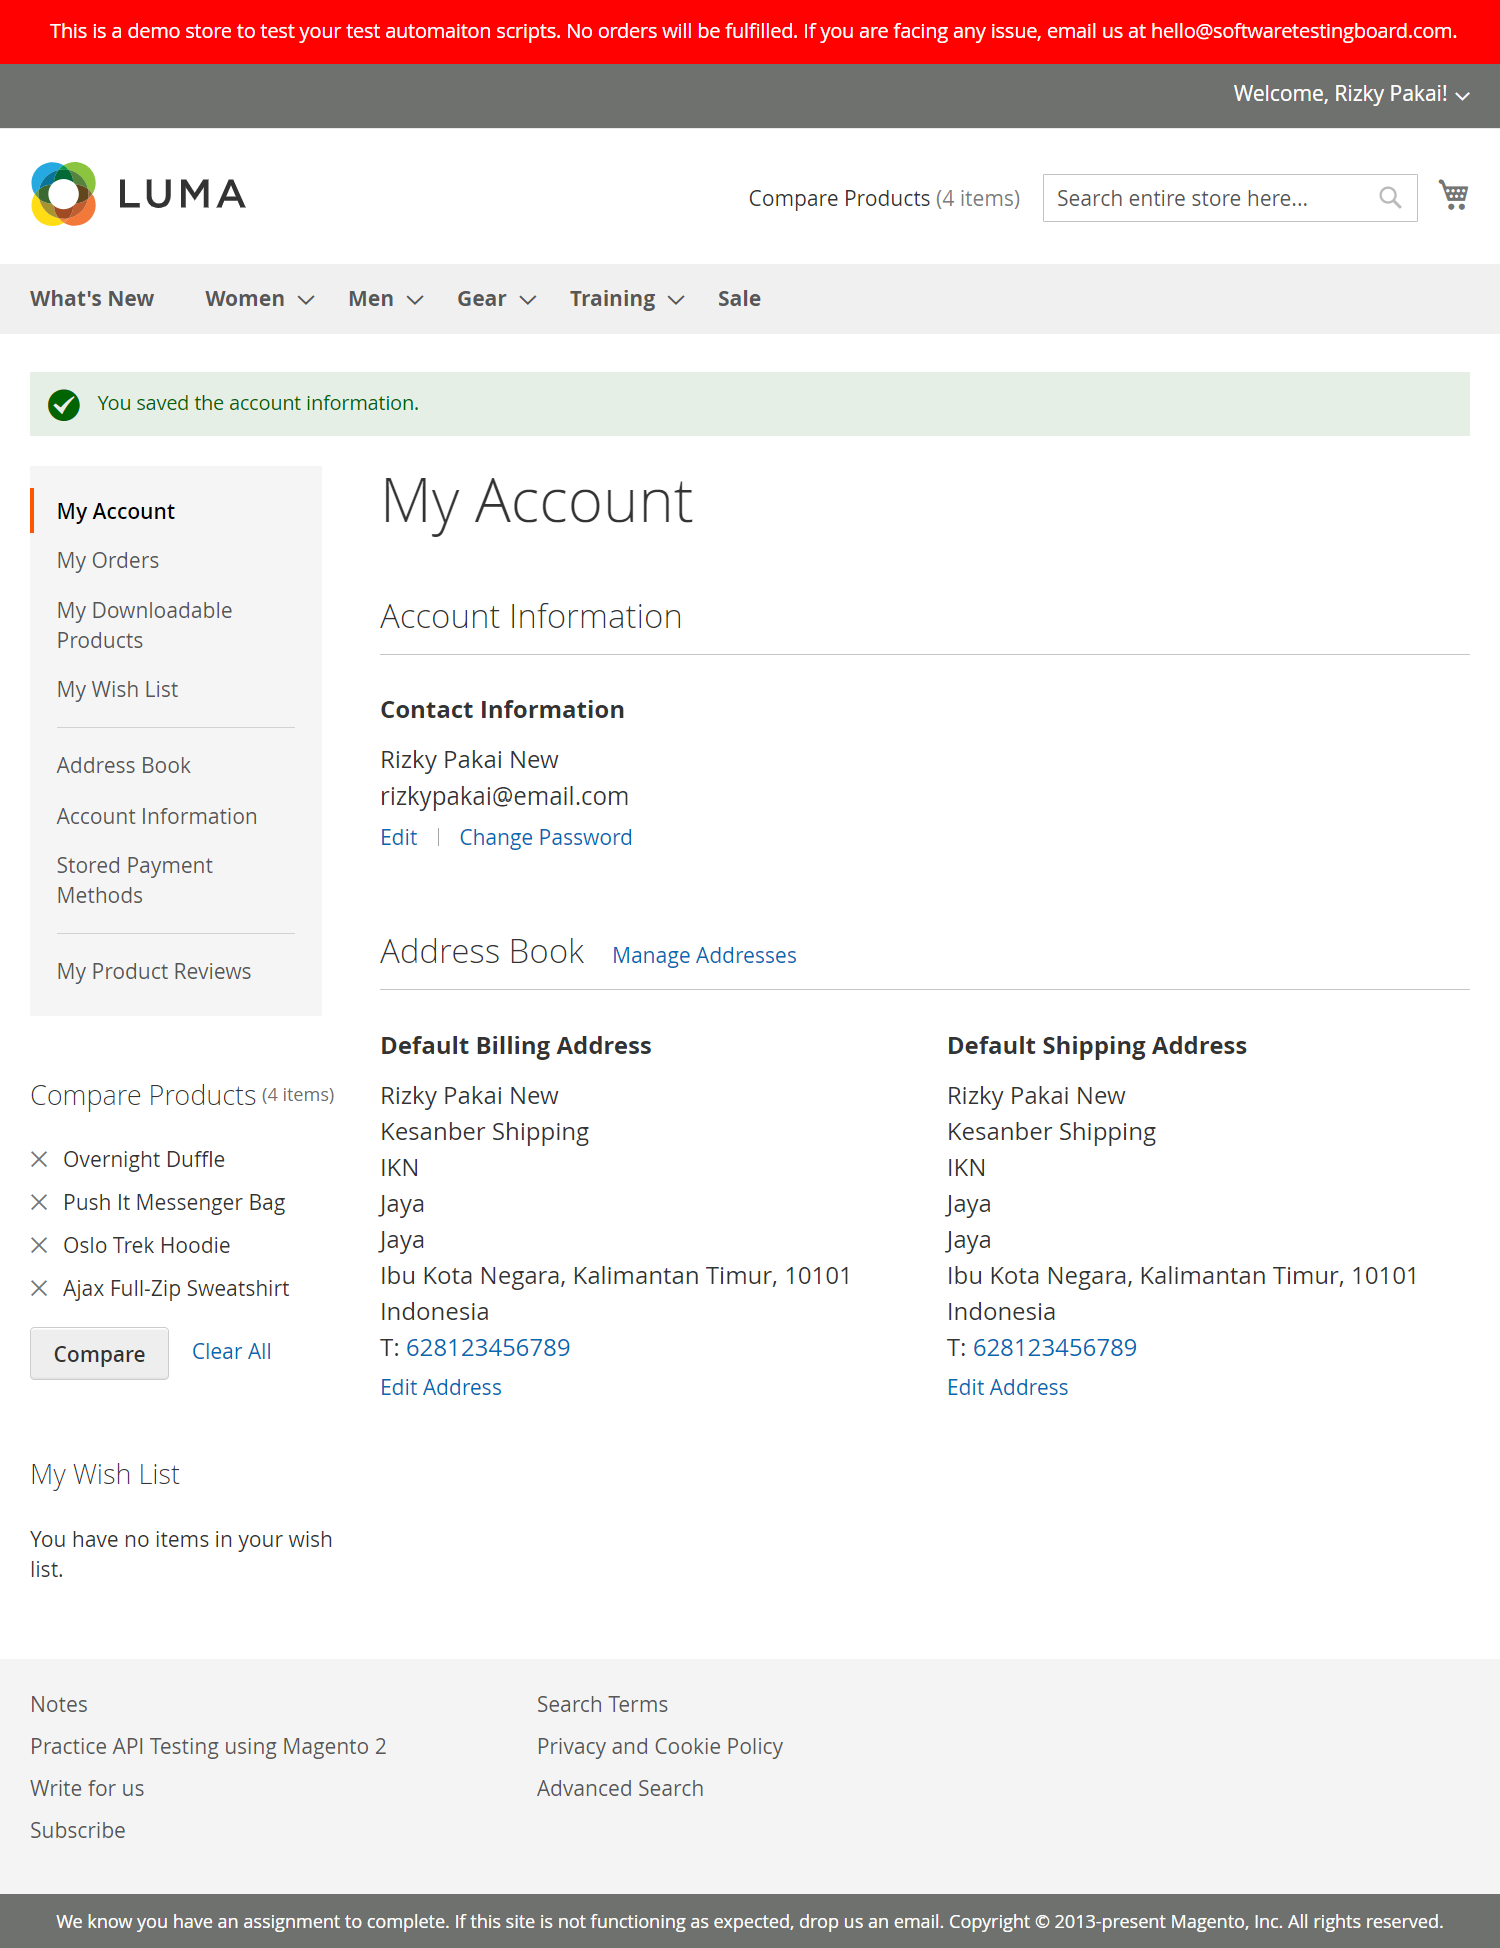 This is a demo store to test your test automaiton scripts. No orders will be fulfilled. If you are facing any issue, email us at hello@softwaretestingboard.com.
Welcome, Rizky Pakai!
LUMA
Compare Products (4 items)
Search entire store here...
What's New
Women
Men
Gear
Training
Sale
You saved the account information.
My Account
My Orders
My Downloadable
Products
My Wish List
Address Book
Account Information
Stored Payment
Methods
My Product Reviews
Compare Products (4 items)
Overnight Duffle
Push It Messenger Bag
Oslo Trek Hoodie
Ajax Full-Zip Sweatshirt
Compare
Clear All
My Wish List
You have no items in your wish
list.
My Account
Account Information
Contact Information
Rizky Pakai New
rizkypakai@email.com
Edit
Change Password
Address Book
Manage Addresses
Default Billing Address
Rizky Pakai New
Kesanber Shipping
IKN
Jaya
Jaya
Ibu Kota Negara, Kalimantan Timur, 10101
Indonesia
T: 628123456789
Edit Address
Default Shipping Address
Rizky Pakai New
Kesanber Shipping
IKN
Jaya
Jaya
Ibu Kota Negara, Kalimantan Timur, 10101
Indonesia
T: 628123456789
Edit Address
Notes
Practice API Testing using Magento 2
Write for us
Subscribe
Search Terms
Privacy and Cookie Policy
Advanced Search
We know you have an assignment to complete. If this site is not functioning as expected, drop us an email. Copyright © 2013-present Magento, Inc. All rights reserved.